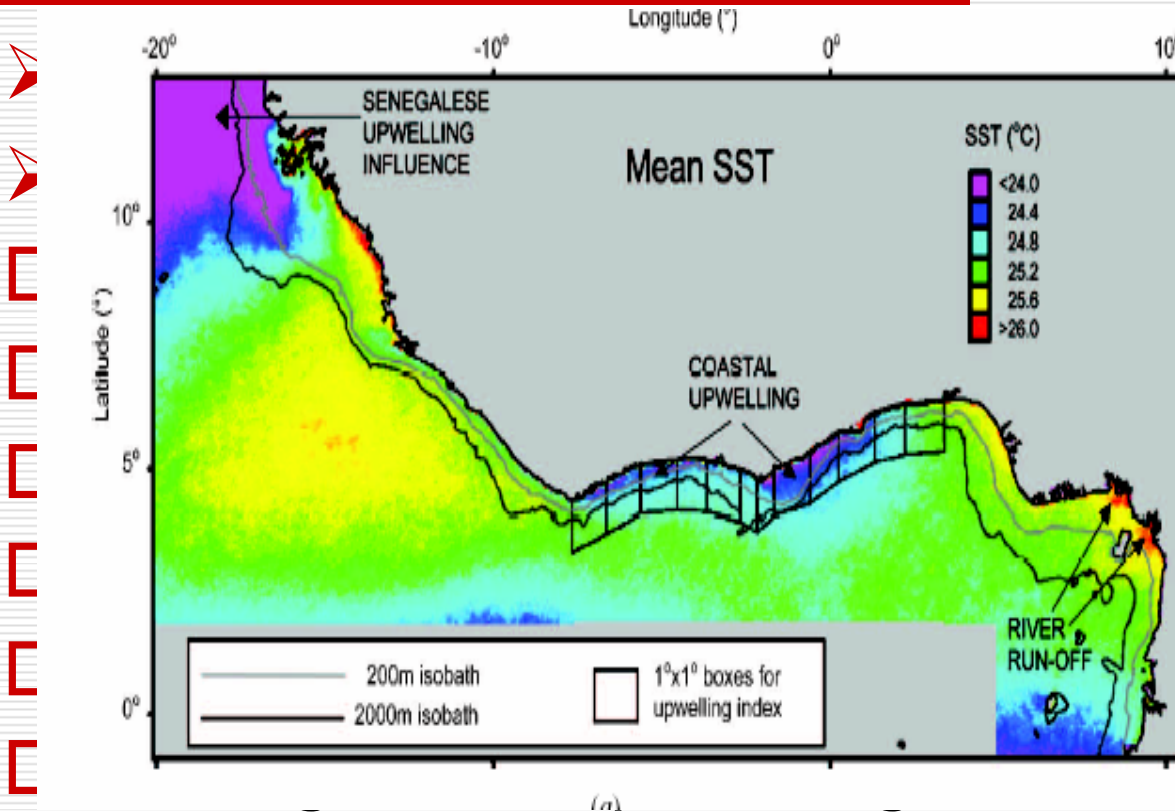 Longitude (°)
-20° -10° 0° 10°
SENEGALESE
UPWELLING
INFLUENCE
Mean SST
SST (°C)
<24.0
24.4
24.8
25.2
25.6
>26.0
10°
Latitude (°)
COASTAL
UPWELLING
5°
RIVER
RUN-OFF
200m isobath
2000m isobath
1°x1° boxes for
upwelling index
0°
(a)